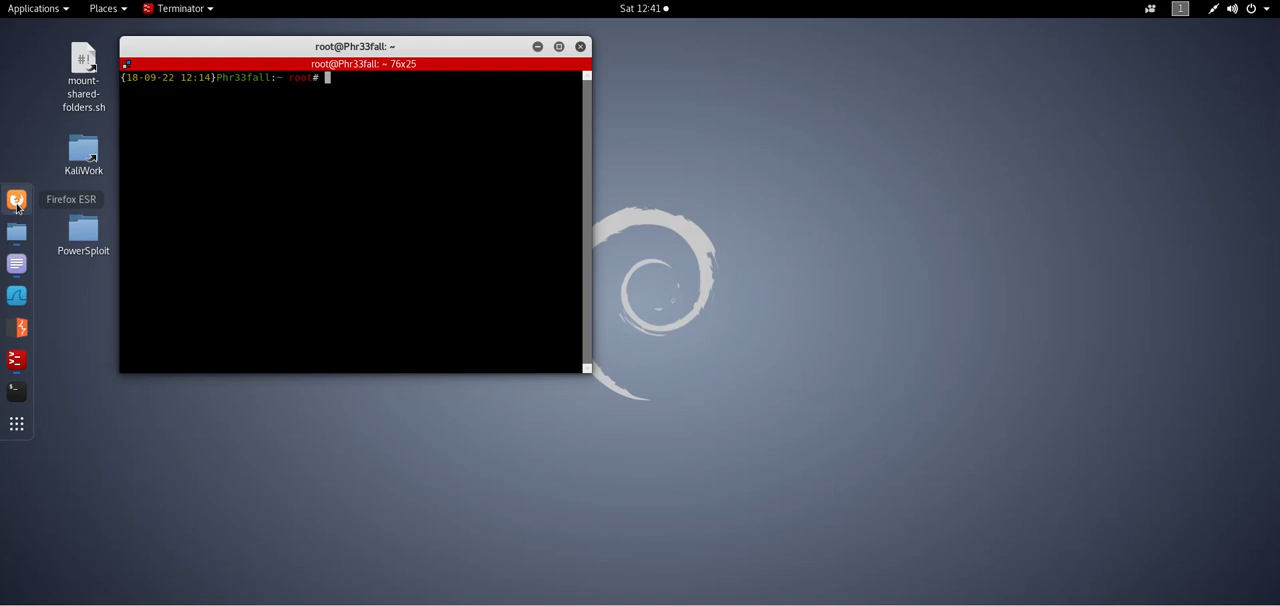 Applications Places Terminator Sat 12:41 1
root@Phr33fall: ~
root@Phr33fall: ~ 76x25
{18-09-22 12:14}Phr33fall:~ root#
#!
mount-
shared-
folders.sh
KaliWork
Firefox ESR
PowerSploit